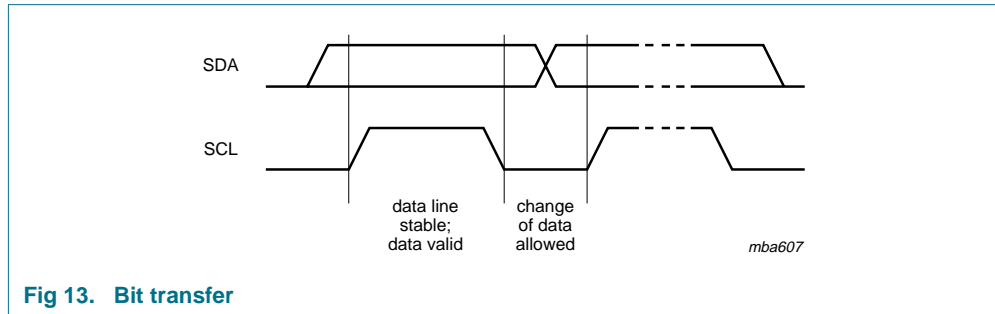 SDA
SCL
data line
stable;
data valid
change
of data
allowed
mba607
Fig 13. Bit transfer